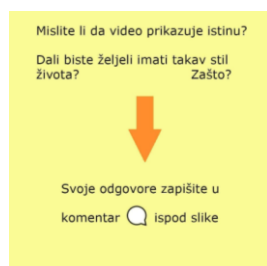 Mislite li da video prikazuje istinu?
Dali biste željeli imati takav stil
života? Zašto?
Svoje odgovore zapišite u
komentar ispod slike